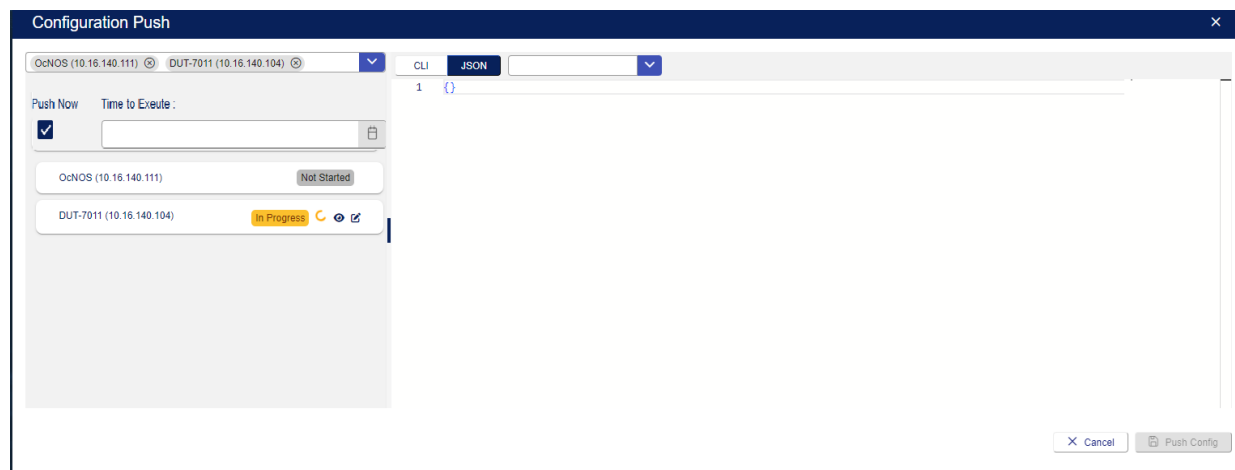 Configuration Push
OcNOS (10.16.140.111) DUT-7011 (10.16.140.104)
CLI JSON
1 {}
Push Now Time to Exeute :
OcNOS (10.16.140.111) Not Started
DUT-7011 (10.16.140.104) In Progress
Cancel Push Config